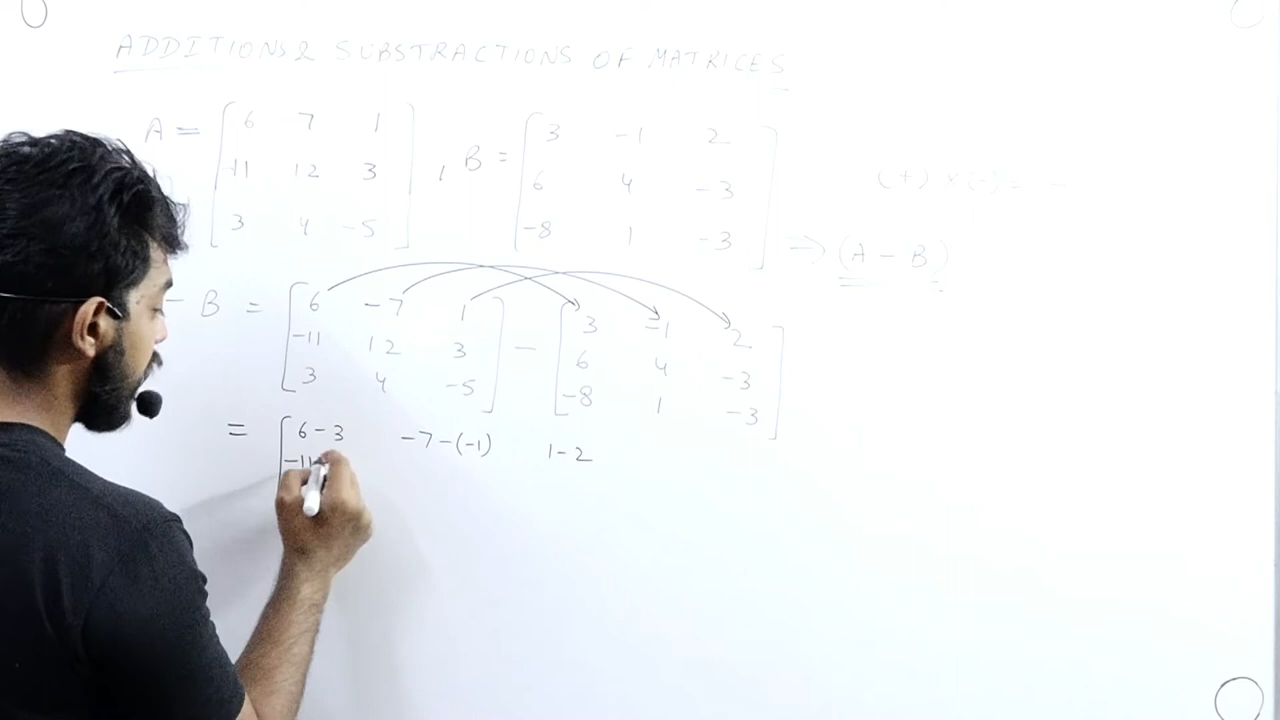 ADDITIONS & SUBSTRACTIONS OF MATRICES
A = [ 6 -7 1
-11 12 3
3 4 -5 ] , B = [ 3 -1 2
6 4 -3
-8 1 -3 ] ⇒ (A - B)
(+) × (-) = -
- B = [ 6 -7 1
-11 12 3
3 4 -5 ] - [ 3 -1 2
6 4 -3
-8 1 -3 ]
= [ 6-3 -7-(-1) 1-2
-11